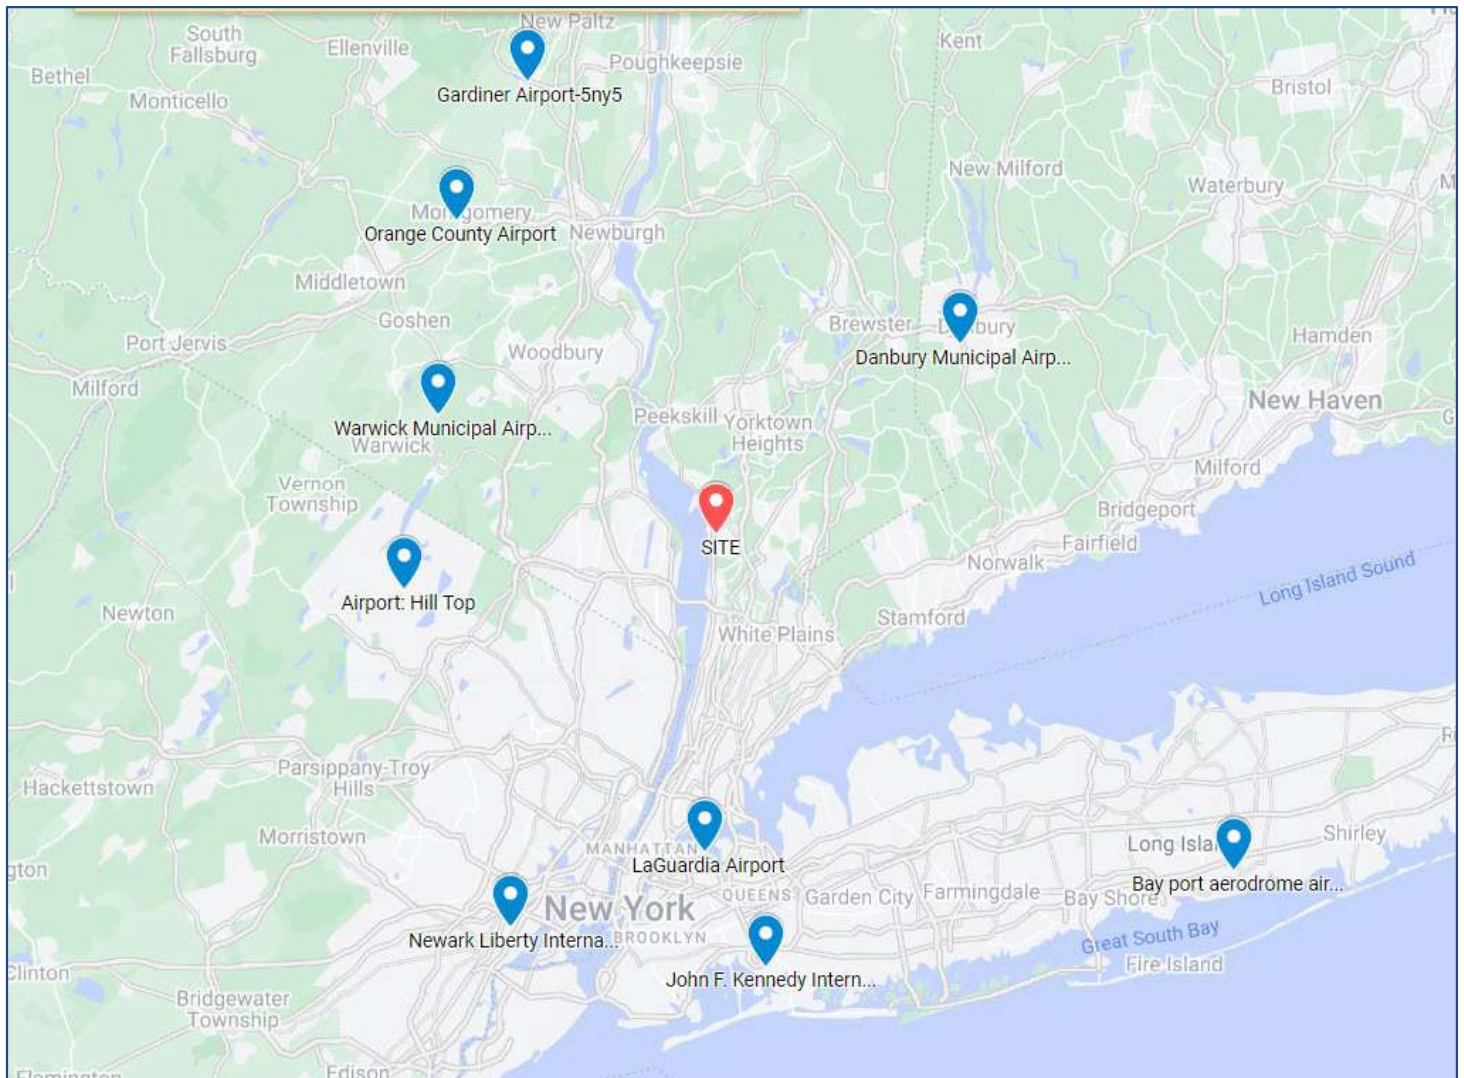 New Paltz
South
Fallsburg
Ellenville
Kent
Poughkeepsie
Bethel
Gardiner Airport-5ny5
Monticello
Bristol
New Milford
Waterbury
Montgomery
Orange County Airport
Newburgh
Middletown
Goshen
Brewster
Danbury
Port Jervis
Hamden
Woodbury
Danbury Municipal Airp...
Milford
New Haven
Peekskill
Yorktown
Heights
Warwick Municipal Airp...
Warwick
Milford
Vernon
Township
Bridgeport
SITE
Fairfield
Norwalk
Long Island Sound
Airport: Hill Top
Newton
Stamford
White Plains
Parsippany-Troy
Hills
Hackettstown
Morristown
MANHATTAN
Long Isla
Shirley
LaGuardia Airport
gton
Bay port aerodrome air...
QUEENS
Garden City
Farmingdale
Bay Shore
New York
Newark Liberty Interna...
BROOKLYN
Great South Bay
Fire Island
John F. Kennedy Intern...
Clinton
Bridgewater
Township
Edison
Flemington